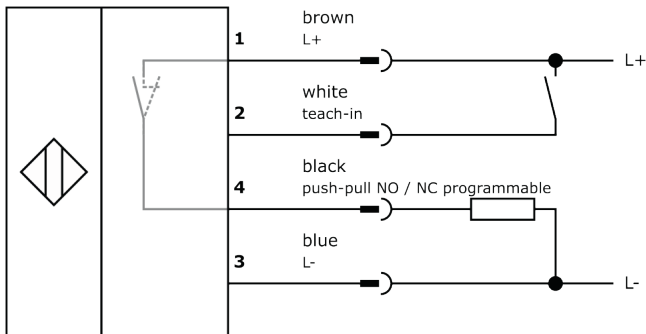 brown
1 L+ L+
white
2 teach-in
black
4 push-pull NO / NC programmable
blue
3 L- L-